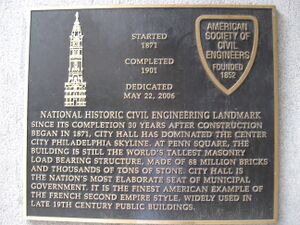 STARTED
1871
COMPLETED
1901
DEDICATED
MAY 22, 2006
AMERICAN
SOCIETY OF
CIVIL
ENGINEERS
FOUNDED
1852
NATIONAL HISTORIC CIVIL ENGINEERING LANDMARK
SINCE ITS COMPLETION 30 YEARS AFTER CONSTRUCTION
BEGAN IN 1871, CITY HALL HAS DOMINATED THE CENTER
CITY PHILADELPHIA SKYLINE. AT PENN SQUARE, THE
BUILDING IS STILL THE WORLD'S TALLEST MASONRY
LOAD BEARING STRUCTURE, MADE OF 88 MILLION BRICKS
AND THOUSANDS OF TONS OF STONE. CITY HALL IS
THE NATION'S MOST ELABORATE SEAT OF MUNICIPAL
GOVERNMENT. IT IS THE FINEST AMERICAN EXAMPLE OF
THE FRENCH SECOND EMPIRE STYLE, WIDELY USED IN
LATE 19TH CENTURY PUBLIC BUILDINGS.